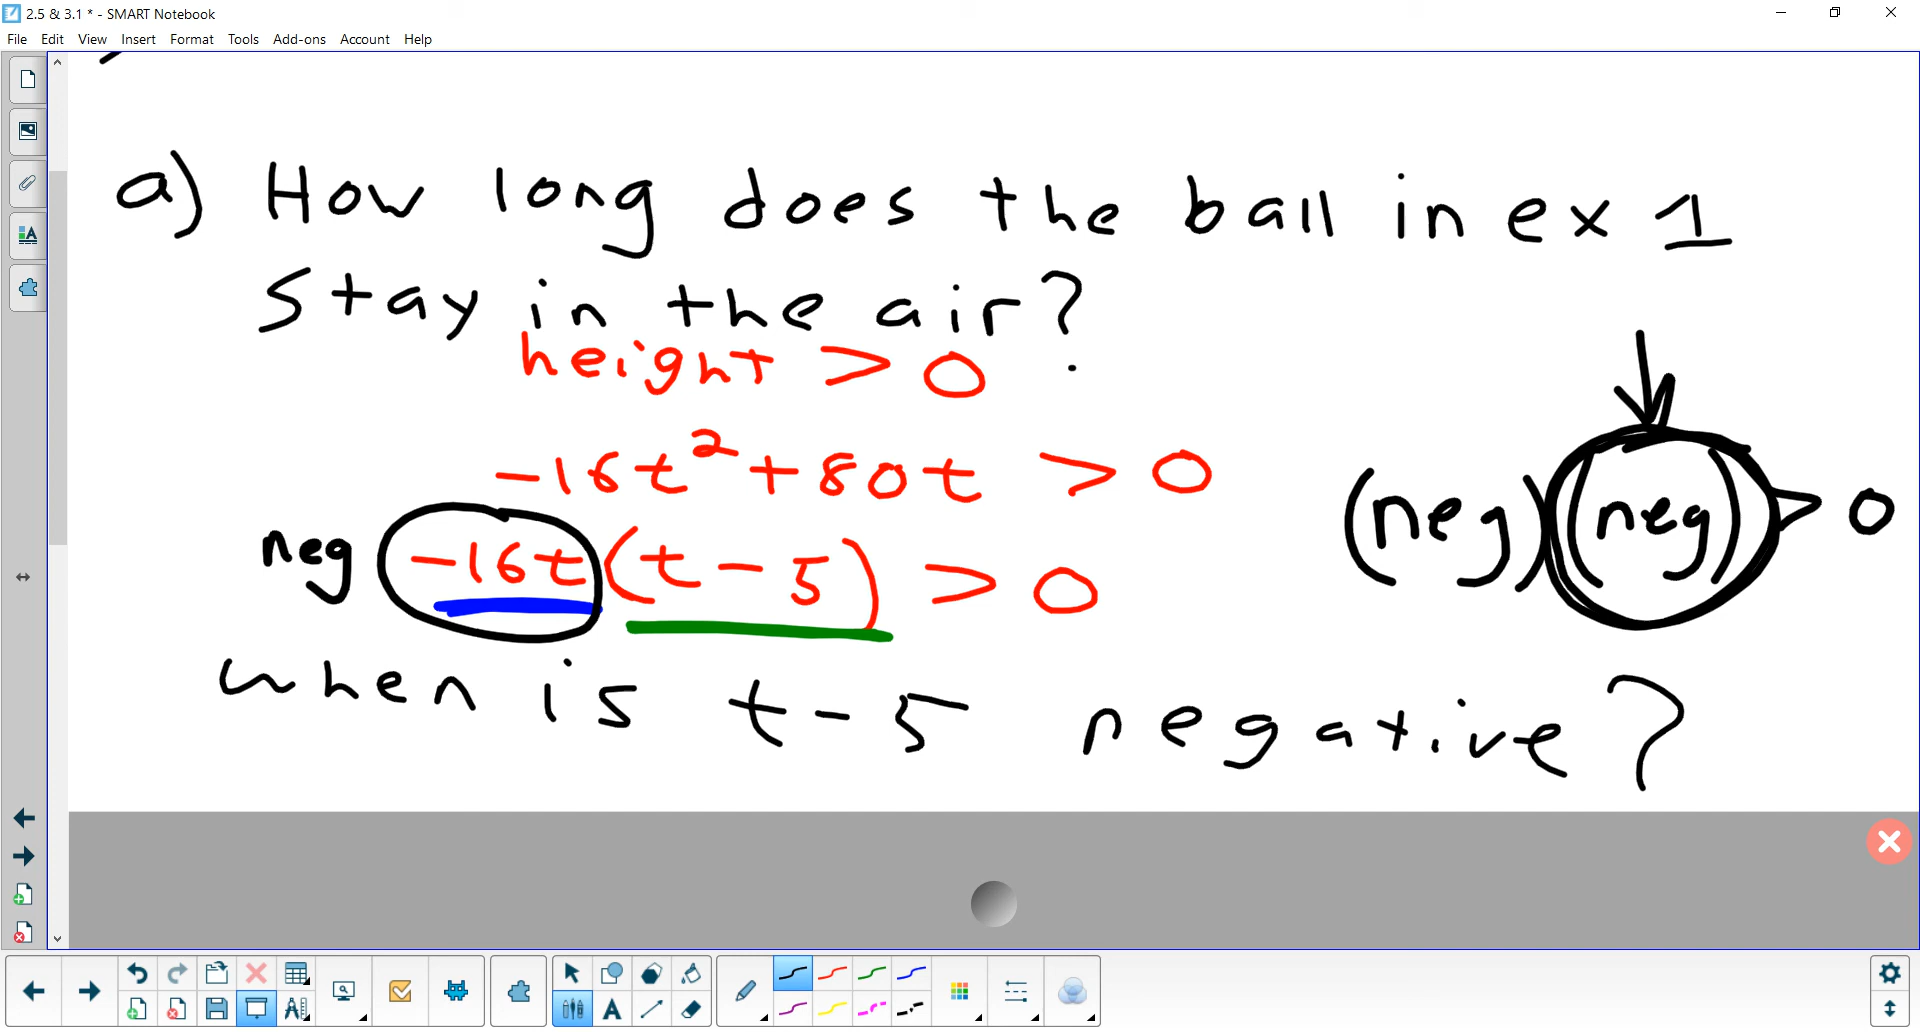 2.5 & 3.1 * - SMART Notebook
File Edit View Insert Format Tools Add-ons Account Help
a) How long does the ball in ex 1
stay in the air?
height > 0
-16t² + 80t > 0
neg -16t(t - 5) > 0
(neg)(neg) > 0
when is t - 5 negative?